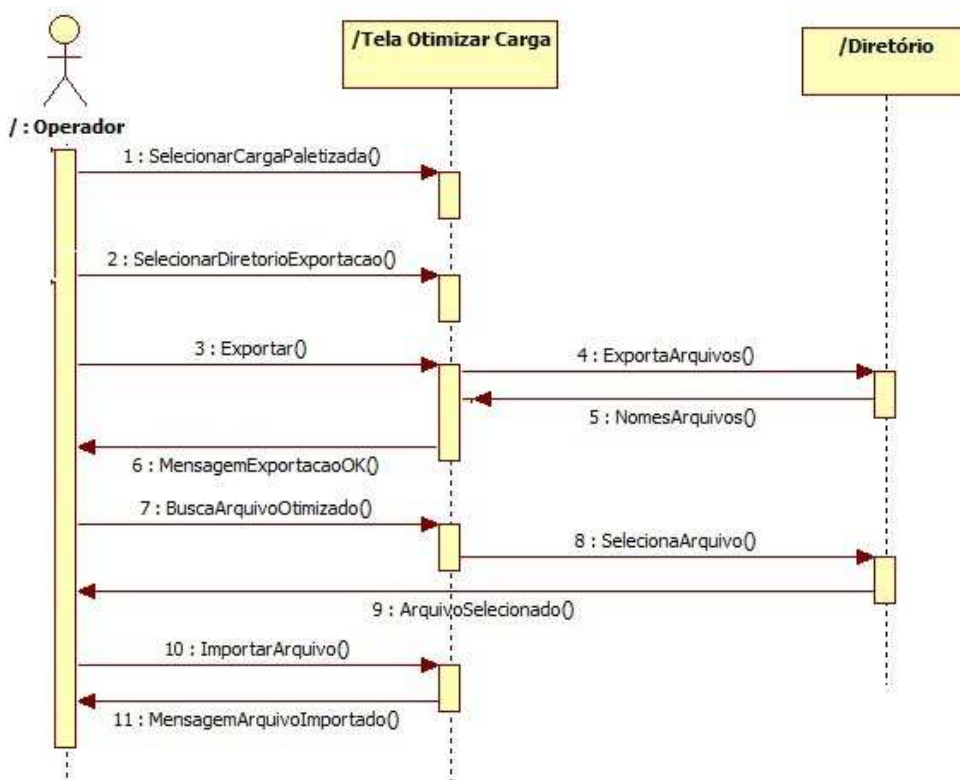 /Tela Otimizar Carga
/Diretório
/ : Operador
1 : SelecionarCargaPaletizada()
2 : SelecionarDiretorioExportacao()
3 : Exportar()
4 : ExportaArquivos()
5 : NomesArquivos()
6 : MensagemExportacaoOK()
7 : BuscaArquivoOtimizado()
8 : SelecionaArquivo()
9 : ArquivoSelecionado()
10 : ImportarArquivo()
11 : MensagemArquivoImportado()